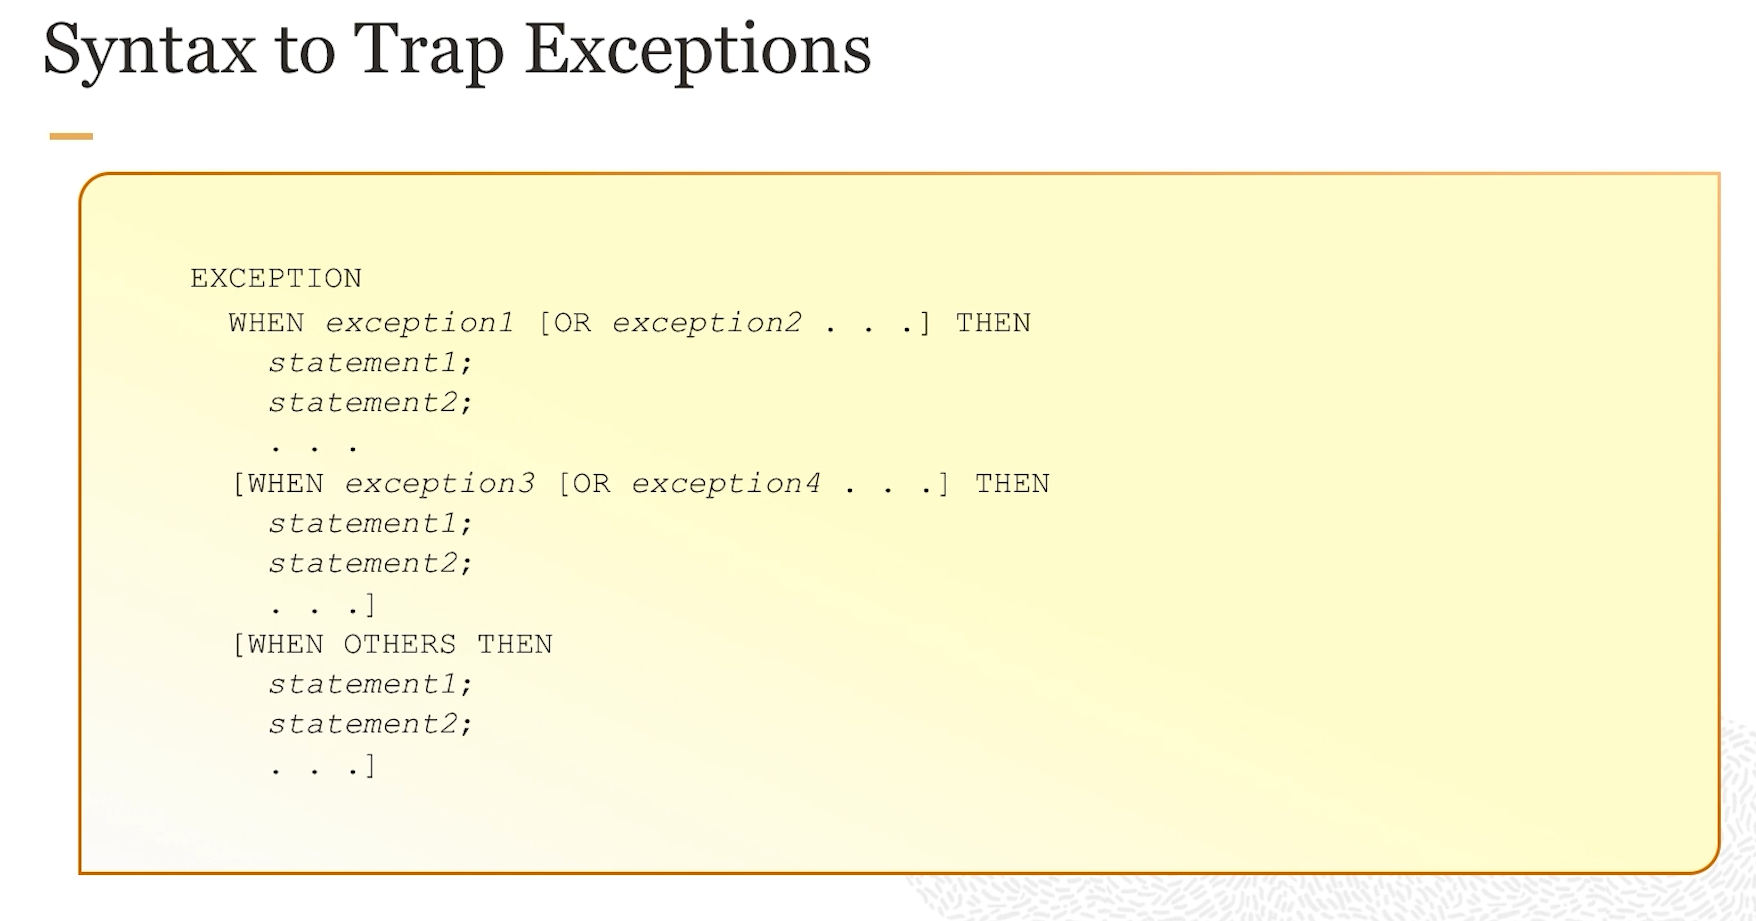 Syntax to Trap Exceptions
EXCEPTION
WHEN exception1 [OR exception2 . . .] THEN
statement1;
statement2;
. . .
[WHEN exception3 [OR exception4 . . .] THEN
statement1;
statement2;
. . .]
[WHEN OTHERS THEN
statement1;
statement2;
. . .]